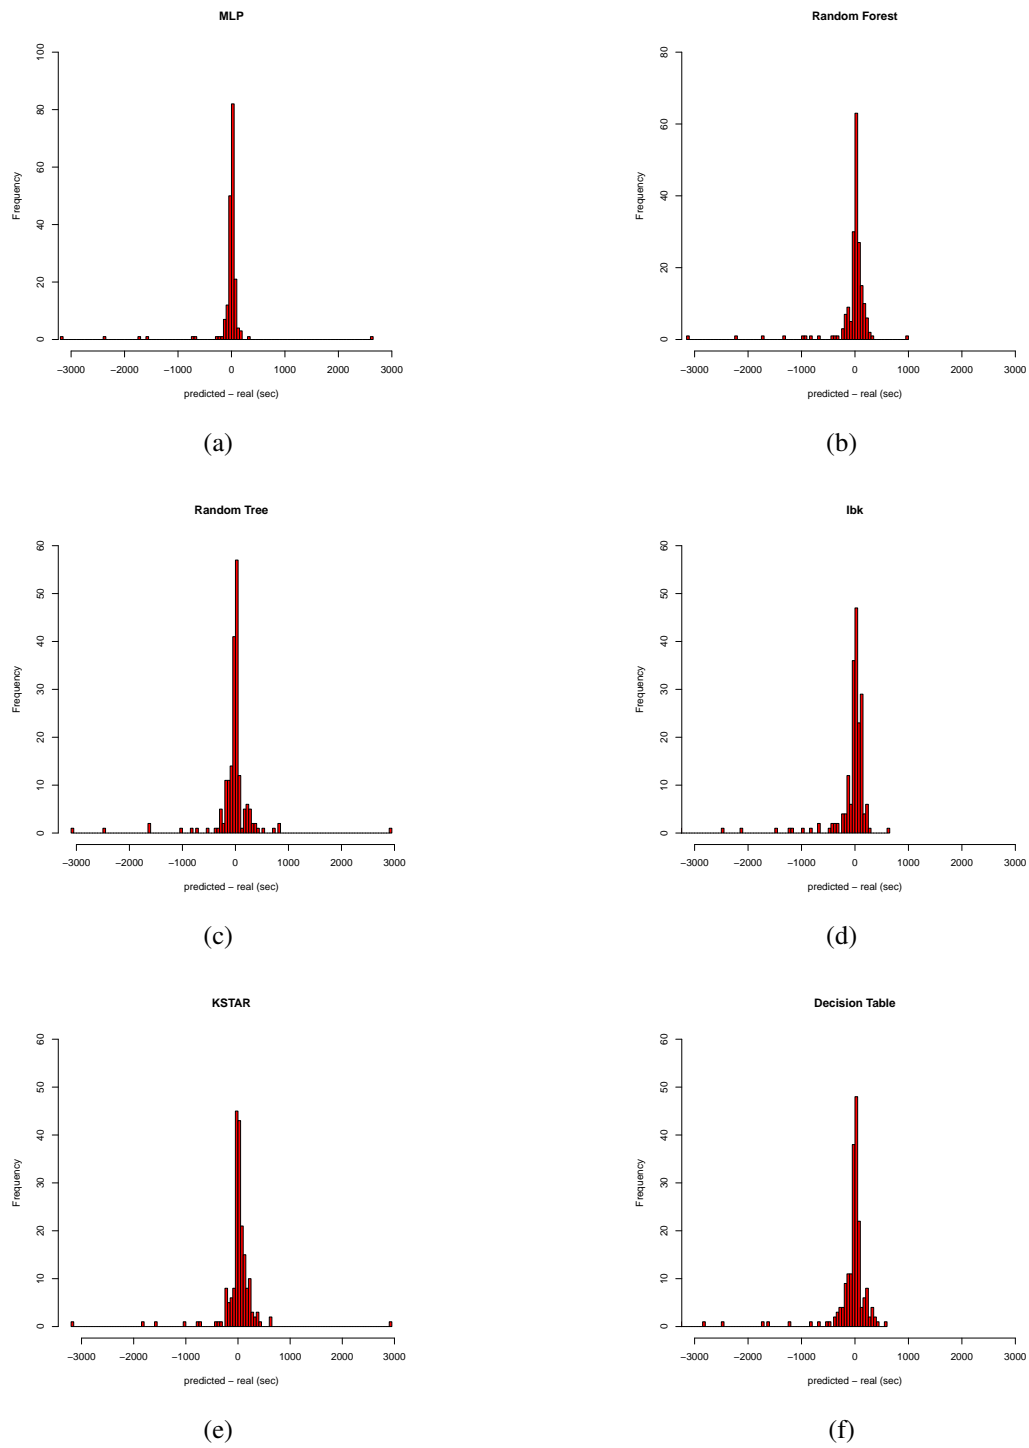 MLP
Frequency
0 20 40 60 80 100
−3000 −2000 −1000 0 1000 2000 3000
predicted − real (sec)
(a)
Random Forest
Frequency
0 20 40 60 80
−3000 −2000 −1000 0 1000 2000 3000
predicted − real (sec)
(b)
Random Tree
Frequency
0 10 20 30 40 50 60
−3000 −2000 −1000 0 1000 2000 3000
predicted − real (sec)
(c)
Ibk
Frequency
0 10 20 30 40 50 60
−3000 −2000 −1000 0 1000 2000 3000
predicted − real (sec)
(d)
KSTAR
Frequency
0 10 20 30 40 50 60
−3000 −2000 −1000 0 1000 2000 3000
predicted − real (sec)
(e)
Decision Table
Frequency
0 10 20 30 40 50 60
−3000 −2000 −1000 0 1000 2000 3000
predicted − real (sec)
(f)